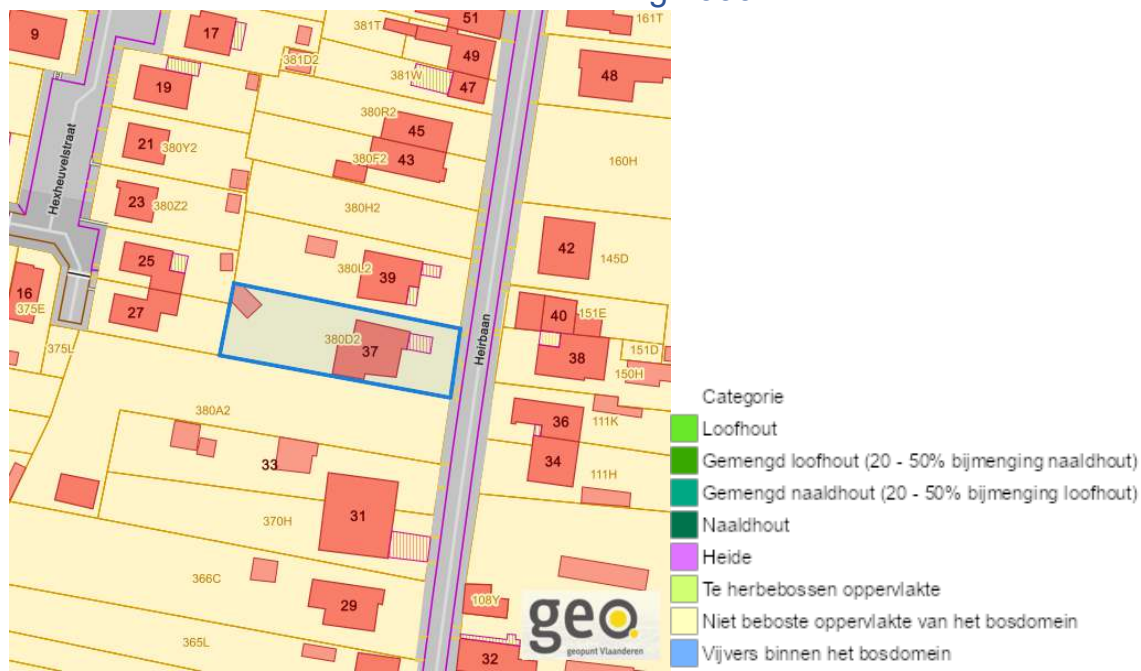 9
17
381T
51
161T
49
381D2
19
381W
47
48
380R2
45
21
380Y2
380F2
43
160H
Hexheuvelstraat
23
380Z2
380H2
42
145D
25
380L2
39
16
375E
27
40
151E
375L
380D2
37
Heirbaan
38
151D
150H
380A2
36
111K
33
34
111H
31
370H
366C
29
108Y
365L
32
geo
geopunt Vlaanderen
Categorie
Loofhout
Gemengd loofhout (20 - 50% bijmenging naaldhout)
Gemengd naaldhout (20 - 50% bijmenging loofhout)
Naaldhout
Heide
Te herbebossen oppervlakte
Niet beboste oppervlakte van het bosdomein
Vijvers binnen het bosdomein